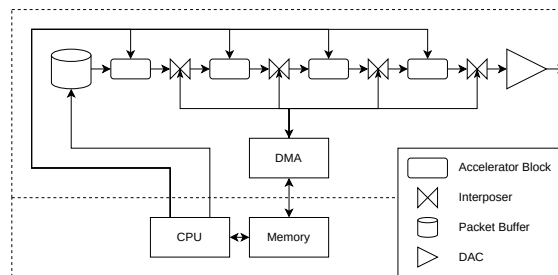 DMA
CPU
Memory
Accelerator Block
Interposer
Packet Buffer
DAC